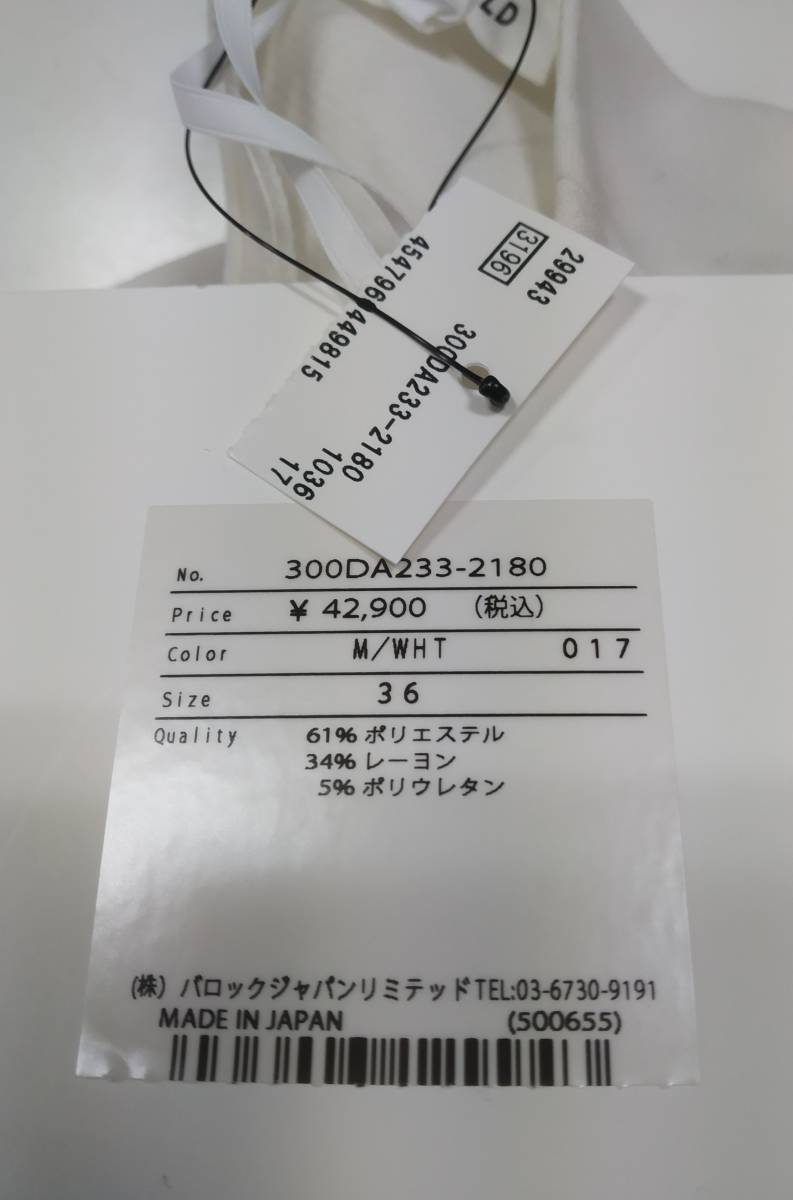 LD
29943
3196
300DA233-2180
4547964449815
1036
17
No. 300DA233-2180
Price ¥ 42,900 (税込)
Color M/WHT 017
Size 36
Quality 61% ポリエステル
34% レーヨン
5% ポリウレタン
(株) バロックジャパンリミテッド TEL:03-6730-9191
MADE IN JAPAN (500655)